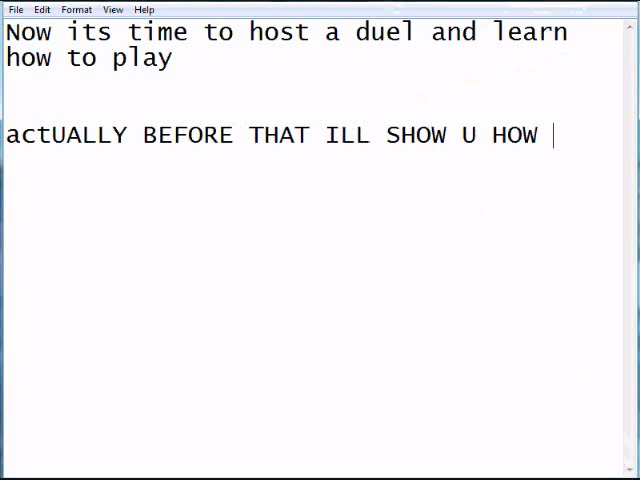 File Edit Format View Help
Now its time to host a duel and learn
how to play
actUALLY BEFORE THAT ILL SHOW U HOW